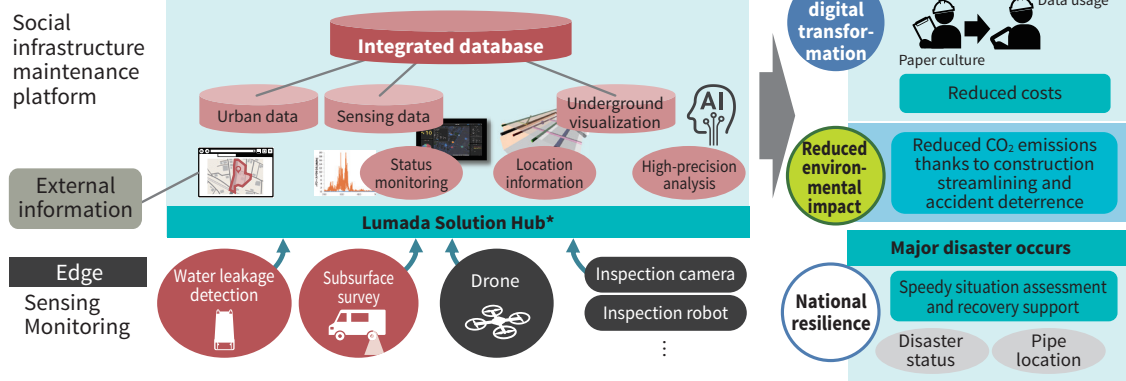 Social
infrastructure
maintenance
platform
Integrated database
Urban data
Sensing data
Underground
visualization
AI
Status
monitoring
Location
information
High-precision
analysis
External
information
Lumada Solution Hub*
Edge
Sensing
Monitoring
Water leakage
detection
Subsurface
survey
Drone
Inspection camera
Inspection robot
⋮
digital
transfor-
mation
Data usage
Paper culture
Reduced costs
Reduced
environ-
mental
impact
Reduced CO₂ emissions
thanks to construction
streamlining and
accident deterrence
Major disaster occurs
National
resilience
Speedy situation assessment
and recovery support
Disaster
status
Pipe
location